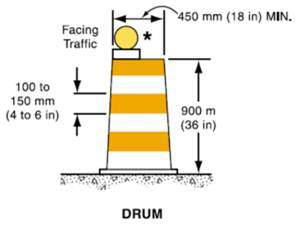 450 mm (18 in) MIN.
Facing
Traffic
*
100 to
150 mm
(4 to 6 in)
900 m
(36 in)
DRUM